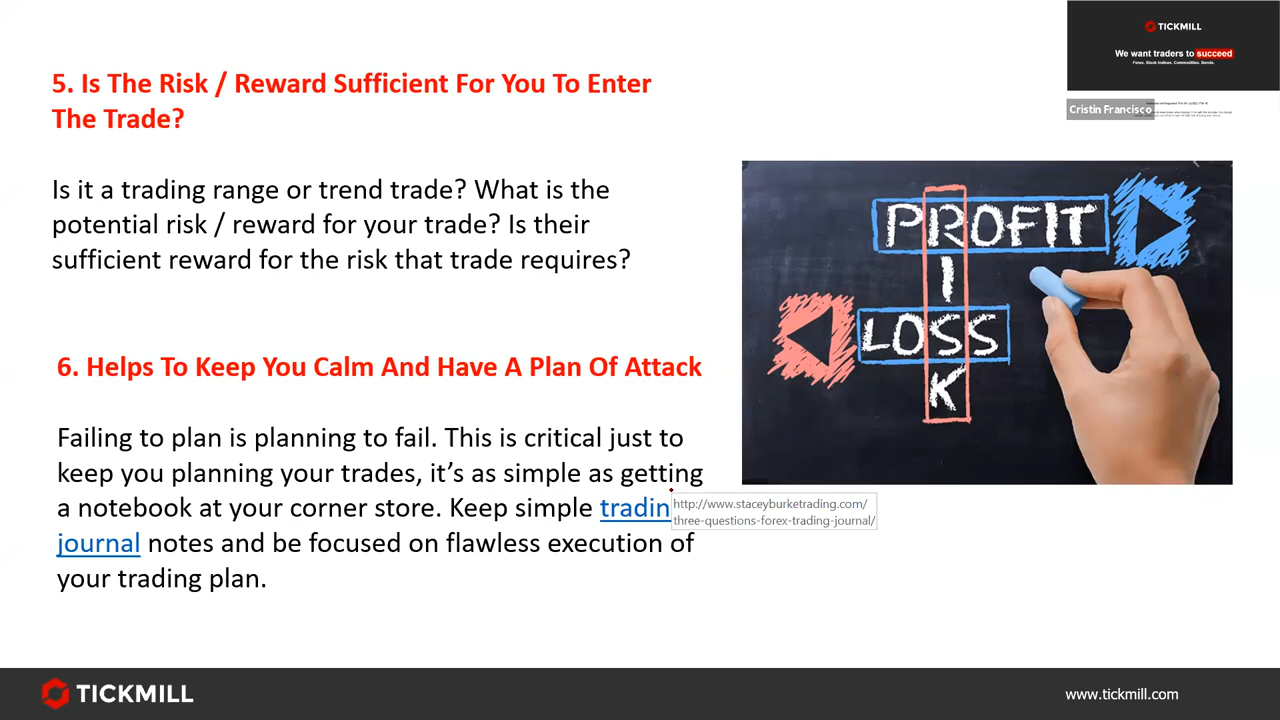 TICKMILL
We want traders to succeed
Forex. Stock Indices. Commodities. Bonds.
Cristin Francisco
5. Is The Risk / Reward Sufficient For You To Enter
The Trade?
Is it a trading range or trend trade? What is the
potential risk / reward for your trade? Is their
sufficient reward for the risk that trade requires?
PROFIT
RISK
LOSS
6. Helps To Keep You Calm And Have A Plan Of Attack
Failing to plan is planning to fail. This is critical just to
keep you planning your trades, it’s as simple as getting
a notebook at your corner store. Keep simple tradin
journal notes and be focused on flawless execution of
your trading plan.
http://www.staceyburketrading.com/
three-questions-forex-trading-journal/
TICKMILL
www.tickmill.com